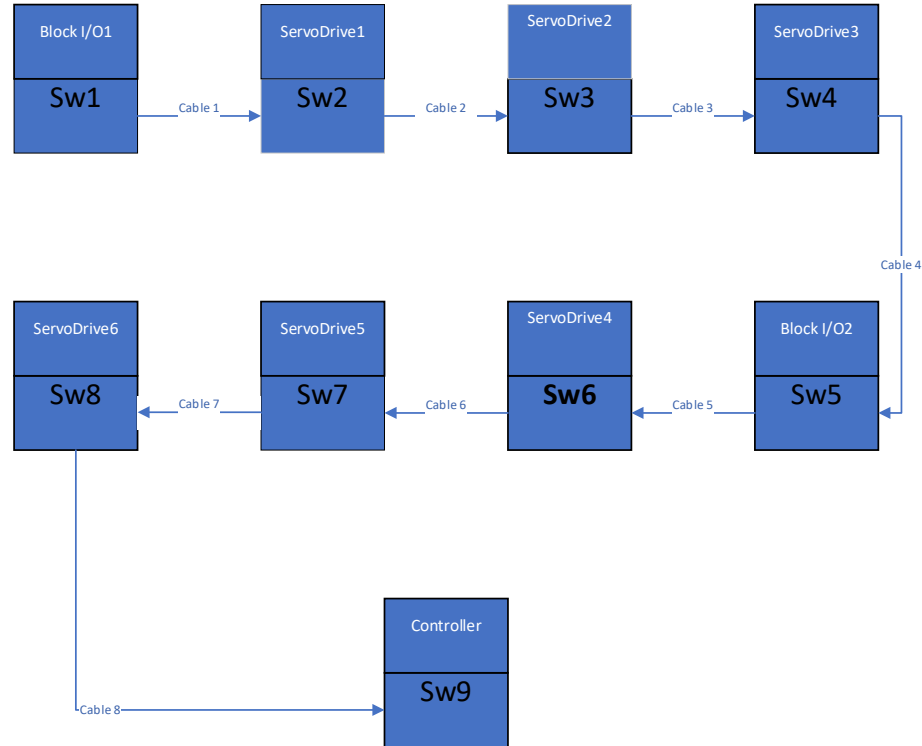 Block I/O1
ServoDrive1
ServoDrive2
ServoDrive3
Sw1
Cable 1
Sw2
Cable 2
Sw3
Cable 3
Sw4
Cable 4
ServoDrive6
ServoDrive5
ServoDrive4
Block I/O2
Sw8
Cable 7
Sw7
Cable 6
Sw6
Cable 5
Sw5
Controller
Sw9
Cable 8